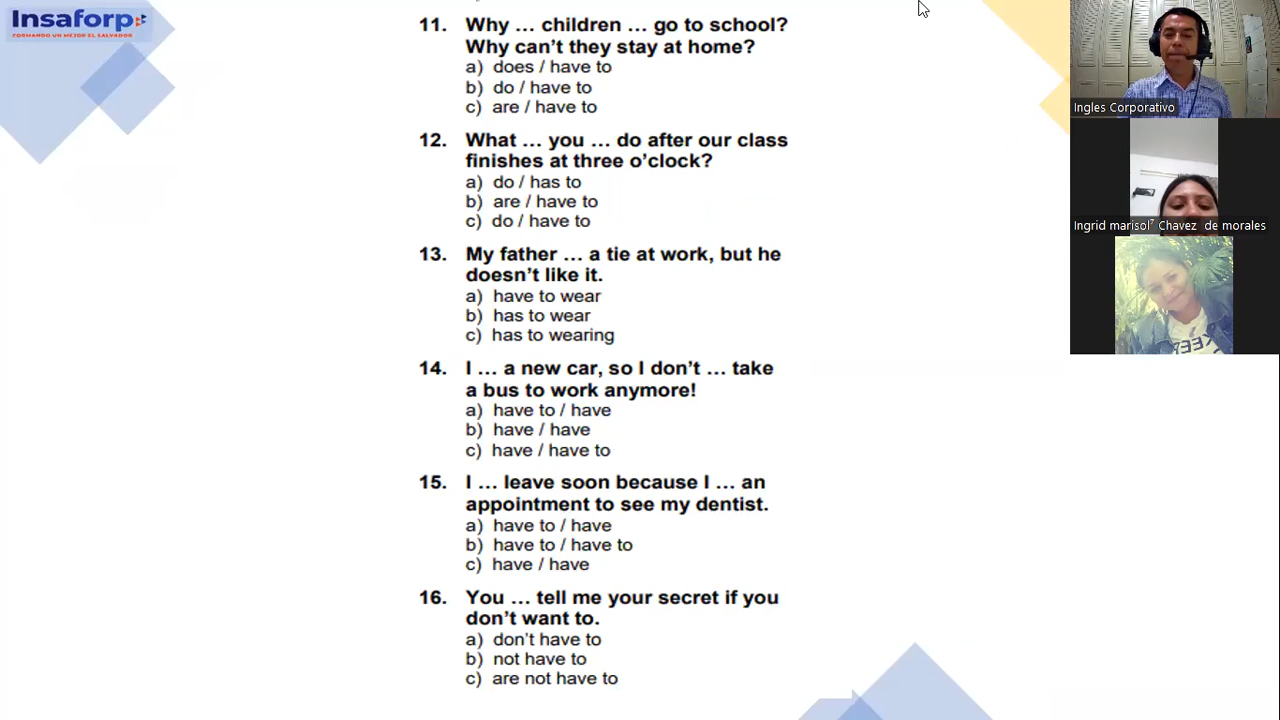 Insaforp
FORMANDO UN MEJOR EL SALVADOR
11. Why ... children ... go to school?
Why can't they stay at home?
a) does / have to
b) do / have to
c) are / have to
12. What ... you ... do after our class
finishes at three o'clock?
a) do / has to
b) are / have to
c) do / have to
13. My father ... a tie at work, but he
doesn't like it.
a) have to wear
b) has to wear
c) has to wearing
14. I ... a new car, so I don't ... take
a bus to work anymore!
a) have to / have
b) have / have
c) have / have to
15. I ... leave soon because I ... an
appointment to see my dentist.
a) have to / have
b) have to / have to
c) have / have
16. You ... tell me your secret if you
don't want to.
a) don't have to
b) not have to
c) are not have to
Ingles Corporativo
Ingrid marisol˜ Chavez de morales